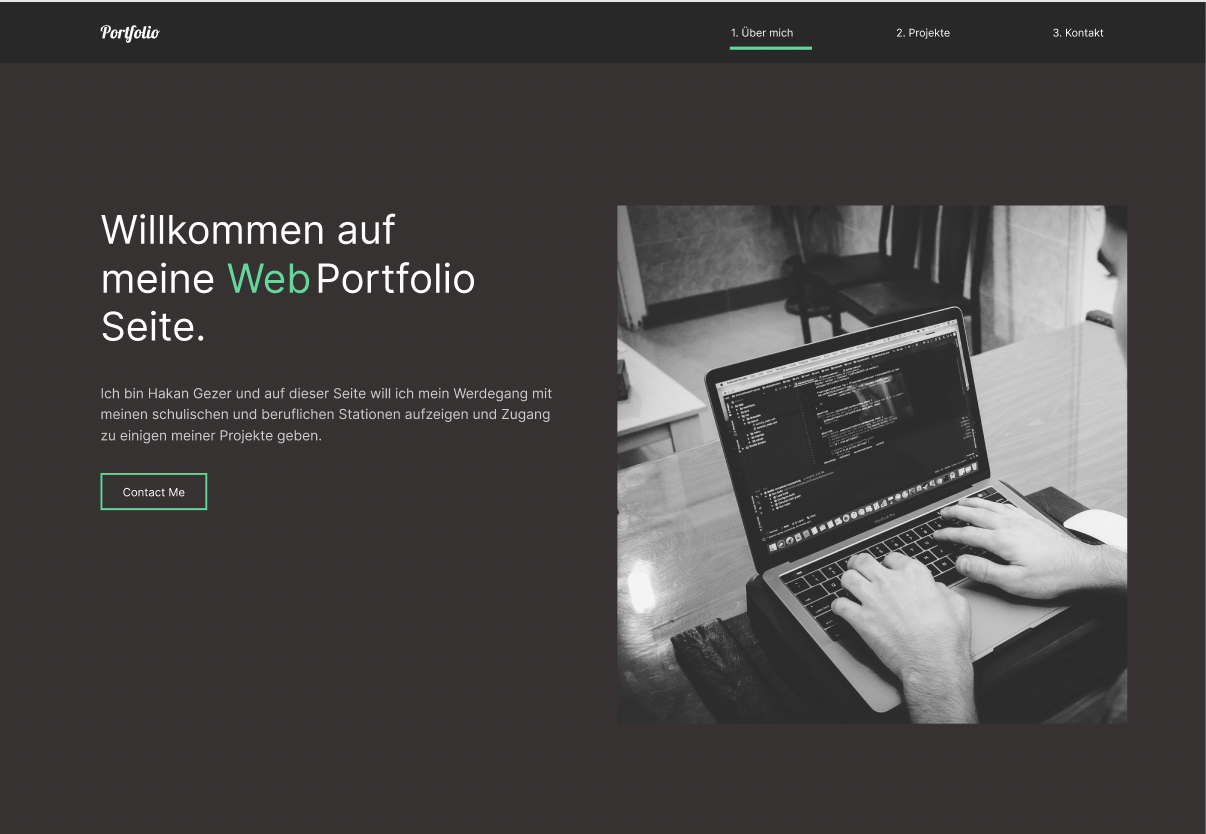 Portfolio
1. Über mich
2. Projekte
3. Kontakt
Willkommen auf
meine Web Portfolio
Seite.
Ich bin Hakan Gezer und auf dieser Seite will ich mein Werdegang mit
meinen schulischen und beruflichen Stationen aufzeigen und Zugang
zu einigen meiner Projekte geben.
Contact Me